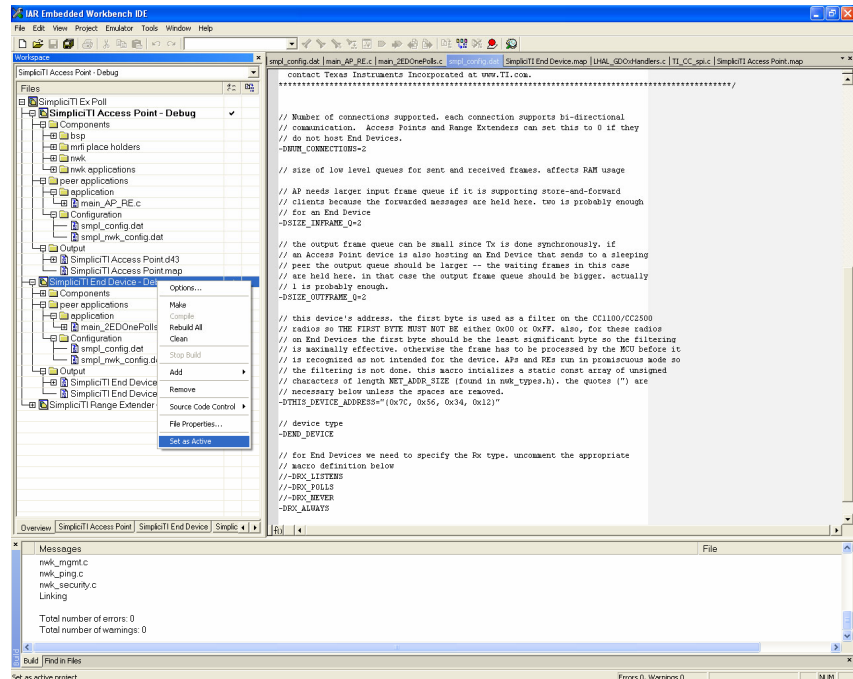 IAR Embedded Workbench IDE
File Edit View Project Emulator Tools Window Help
Workspace
SimpliciTI Access Point - Debug
Files
SimpliciTI Ex Poll
SimpliciTI Access Point - Debug
Components
bsp
mrfi place holders
nwk
nwk applications
peer applications
application
main_AP_RE.c
Configuration
smpl_config.dat
smpl_nwk_config.dat
Output
SimpliciTI Access Point.d43
SimpliciTI Access Point.map
SimpliciTI End Device - Deb
Components
peer applications
application
main_2EDOnePolls
Configuration
smpl_config.dat
smpl_nwk_config.d
Output
SimpliciTI End Device
SimpliciTI End Device
SimpliciTI Range Extender
Options...
Make
Compile
Rebuild All
Clean
Stop Build
Add
Remove
Source Code Control
File Properties...
Set as Active
Overview SimpliciTI Access Point SimpliciTI End Device Simplic
smpl_config.dat main_AP_RE.c main_2EDOnePolls.c smpl_config.dat SimpliciTI End Device.map LHAL_GDOxHandlers.c TI_CC_spi.c SimpliciTI Access Point.map
contact Texas Instruments Incorporated at www.TI.com.
// Number of connections supported. each connection supports bi-directional
// communication. Access Points and Range Extenders can set this to 0 if they
// do not host End Devices.
-DNUM_CONNECTIONS=2
// size of low level queues for sent and received frames. affects RAM usage
// AP needs larger input frame queue if it is supporting store-and-forward
// clients because the forwarded messages are held here. two is probably enough
// for an End Device
-DSIZE_INFRAME_Q=2
// the output frame queue can be small since Tx is done synchronously. if
// an Access Point device is also hosting an End Device that sends to a sleeping
// peer the output queue should be larger -- the waiting frames in this case
// are held here. in that case the output queue should be bigger. actually
// 1 is probably enough.
-DSIZE_OUTFRAME_Q=2
// this device's address. the first byte is used as a filter on the CC1100/CC2500
// radios so THE FIRST BYTE MUST NOT BE either 0x00 or 0xFF. also, for these radios
// on End Devices the first byte should be the least significant byte so the filtering
// is maximally effective. otherwise the frame has to be processed by the MCU before it
// is recognized as not intended for the device. APs and REs run in promiscuous mode so
// the filtering is not done. this macro intializes a static const array of unsigned
// characters of length NET_ADDR_SIZE (found in nwk_types.h). the quotes (") are
// necessary below unless the spaces are removed.
-DTHIS_DEVICE_ADDRESS="{0x7C, 0x56, 0x34, 0x12}"
// device type
-DEND_DEVICE
// for End Devices we need to specify the Rx type. uncomment the appropriate
// macro definition below
//-DRX_LISTENS
//-DRX_POLLS
//-DRX_NEVER
-DRX_ALWAYS
Messages File
nwk_mgmt.c
nwk_ping.c
nwk_security.c
Linking
Total number of errors: 0
Total number of warnings: 0
Build
Build Find in Files
Set as active project Errors 0, Warnings 0 NUM